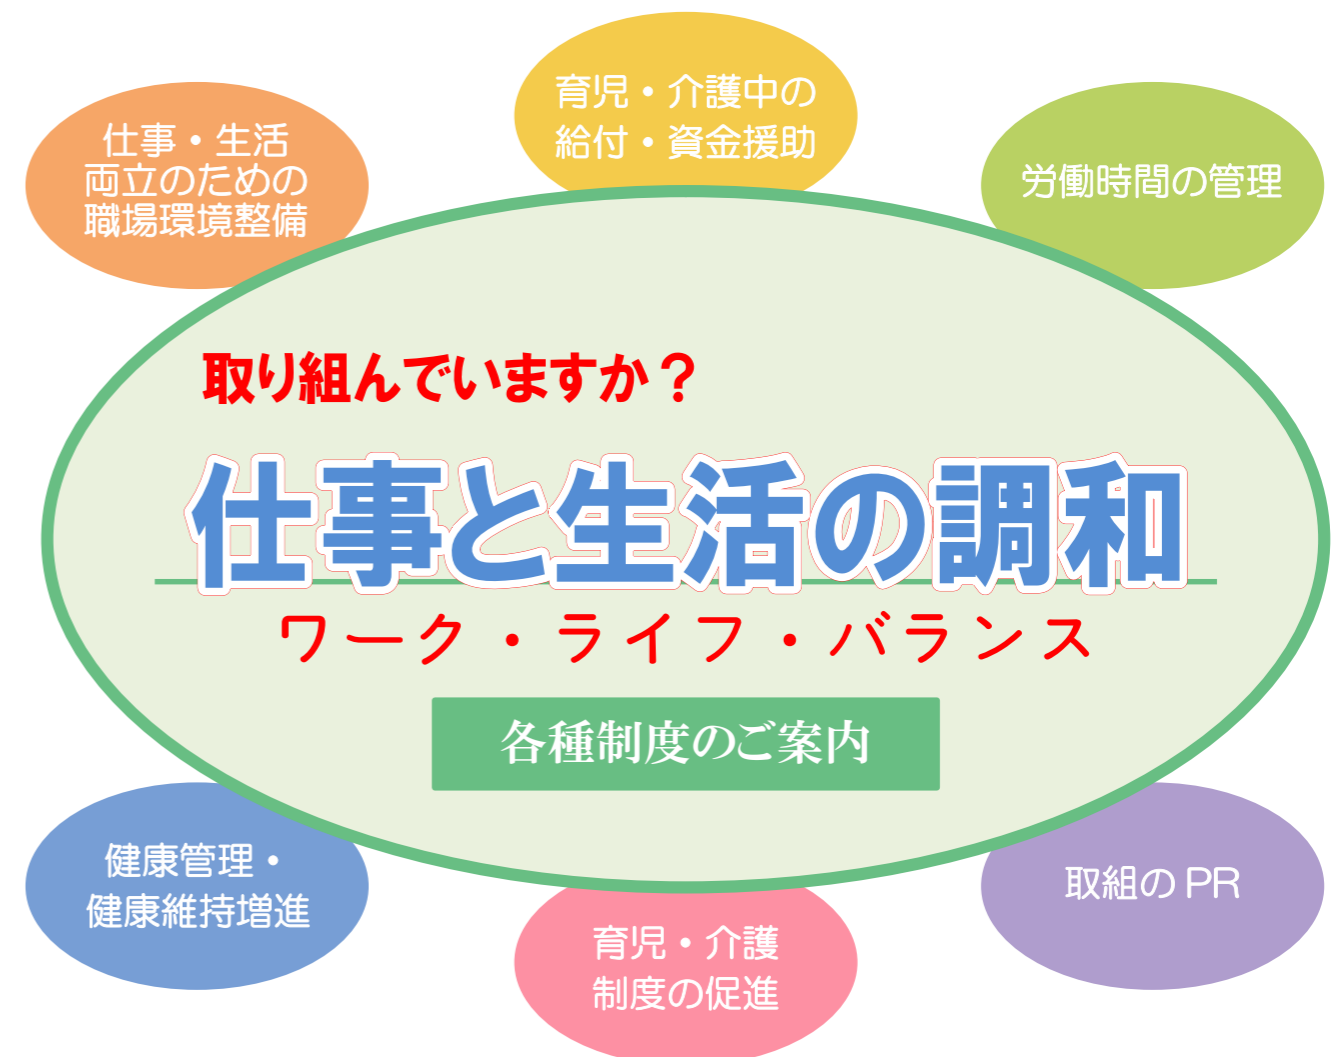 仕事・生活
両立のための
職場環境整備
育児・介護中の
給付・資金援助
労働時間の管理
取り組んでいますか？
仕事と生活の調和
ワーク・ライフ・バランス
各種制度のご案内
健康管理・
健康維持増進
育児・介護
制度の促進
取組のPR